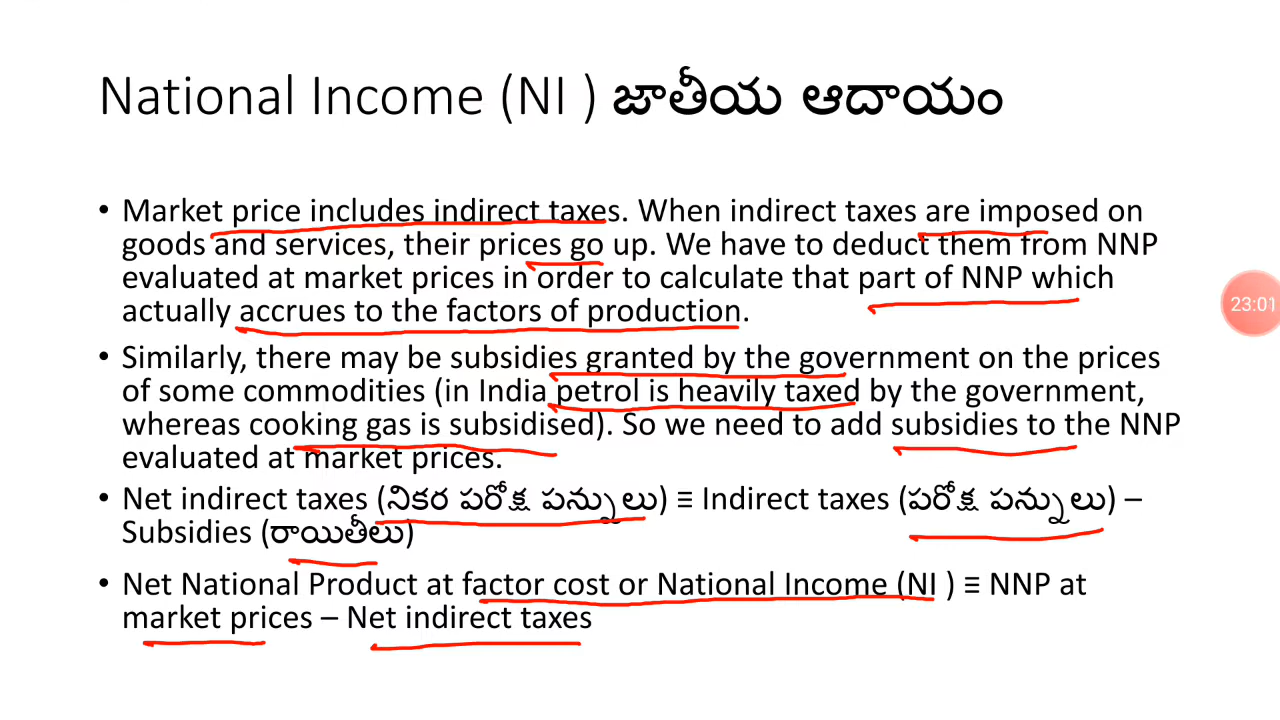 National Income (NI ) జాతీయ ఆదాయం
• Market price includes indirect taxes. When indirect taxes are imposed on
goods and services, their prices go up. We have to deduct them from NNP
evaluated at market prices in order to calculate that part of NNP which
actually accrues to the factors of production.
23:01
• Similarly, there may be subsidies granted by the government on the prices
of some commodities (in India petrol is heavily taxed by the government,
whereas cooking gas is subsidised). So we need to add subsidies to the NNP
evaluated at market prices.
• Net indirect taxes (నికర పరోక్ష పన్నులు) ≡ Indirect taxes (పరోక్ష పన్నులు) –
Subsidies (రాయితీలు)
• Net National Product at factor cost or National Income (NI ) ≡ NNP at
market prices – Net indirect taxes